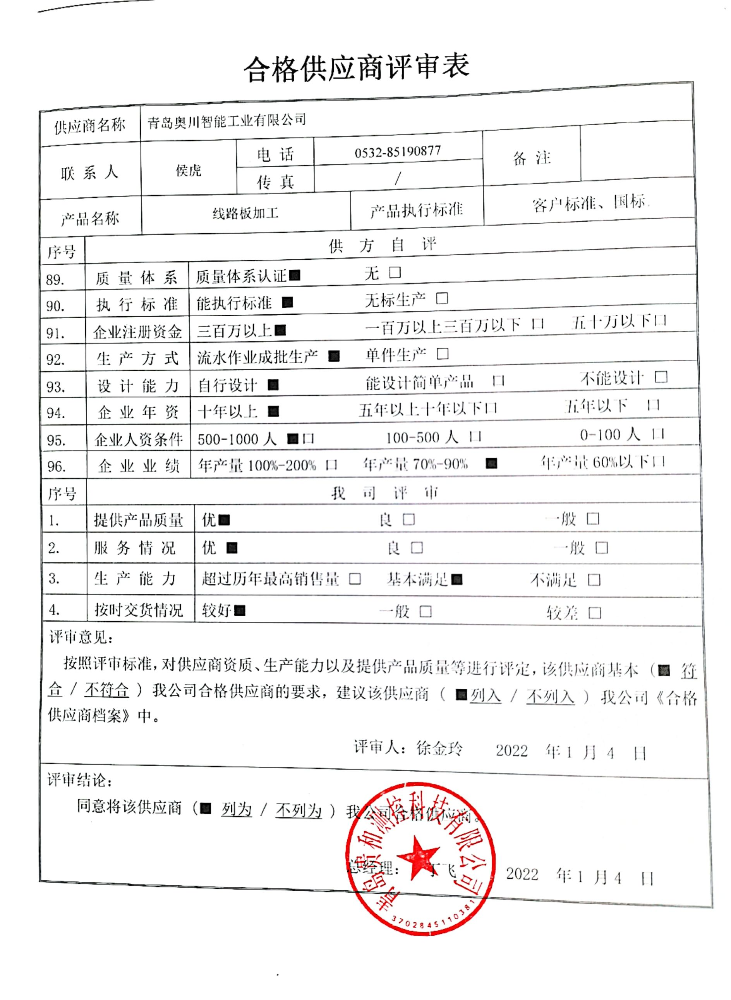 合格供应商评审表
供应商名称 青岛奥川智能工业有限公司
联系人 侯虎 电话 0532-85190877 备注
传真 /
产品名称 线路板加工 产品执行标准 客户标准、国标.
序号 供方自评
89. 质量体系 质量体系认证■ 无 □
90. 执行标准 能执行标准 ■ 无标生产 □
91. 企业注册资金 三百万以上■ 一百万以上三百万以下 □ 五十万以下□
92. 生产方式 流水作业成批生产 ■ 单件生产 □
93. 设计能力 自行设计 ■ 能设计简单产品 □ 不能设计 □
94. 企业年资 十年以上 ■ 五年以上十年以下□ 五年以下 □
95. 企业人资条件 500-1000 人 ■□ 100-500 人 □ 0-100 人 □
96. 企业业绩 年产量 100%-200% □ 年产量 70%-90% ■ 年产量 60%以下□
序号 我司评审
1. 提供产品质量 优■ 良 □ 一般 □
2. 服务情况 优 ■ 良 □ 一般 □
3. 生产能力 超过历年最高销售量 □ 基本满足■ 不满足 □
4. 按时交货情况 较好■ 一般 □ 较差 □
评审意见：
按照评审标准，对供应商资质、生产能力以及提供产品质量等进行评定，该供应商基本（■ 符
合 / 不符合 ）我公司合格供应商的要求，建议该供应商（ ■列入 / 不列入 ）我公司《合格
供应商档案》中。
评审人：徐金玲 2022 年 1 月 4 日
评审结论：
同意将该供应商（■ 列为 / 不列为 ）我公司合格供应商。
总经理： 丁飞 2022 年 1 月 4 日
青岛贵和测控科技有限公司
3702845110381